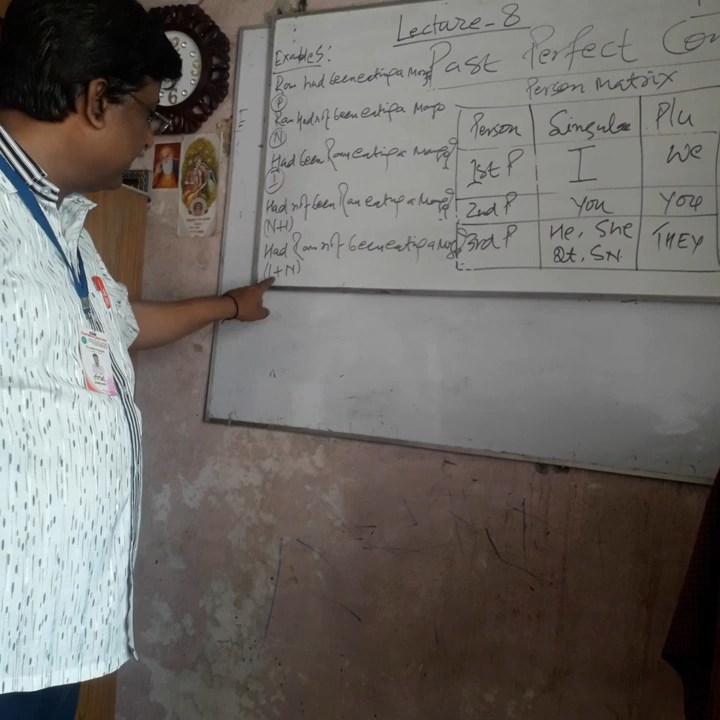 Lecture-8
Past Perfect Con
Examples:
Ram had been eating a Mang
(P)
Ram had not been eating a Mango
(N)
Had been Ram eating a Mango?
(I)
Had not been Ram eating a Mango?
(N+I)
Had Ram not been eating a Mango?
(I+N)
Person Matrix
Person Singular Plu
1st P I We
2nd P You You
3rd P He, She They
It, SN.